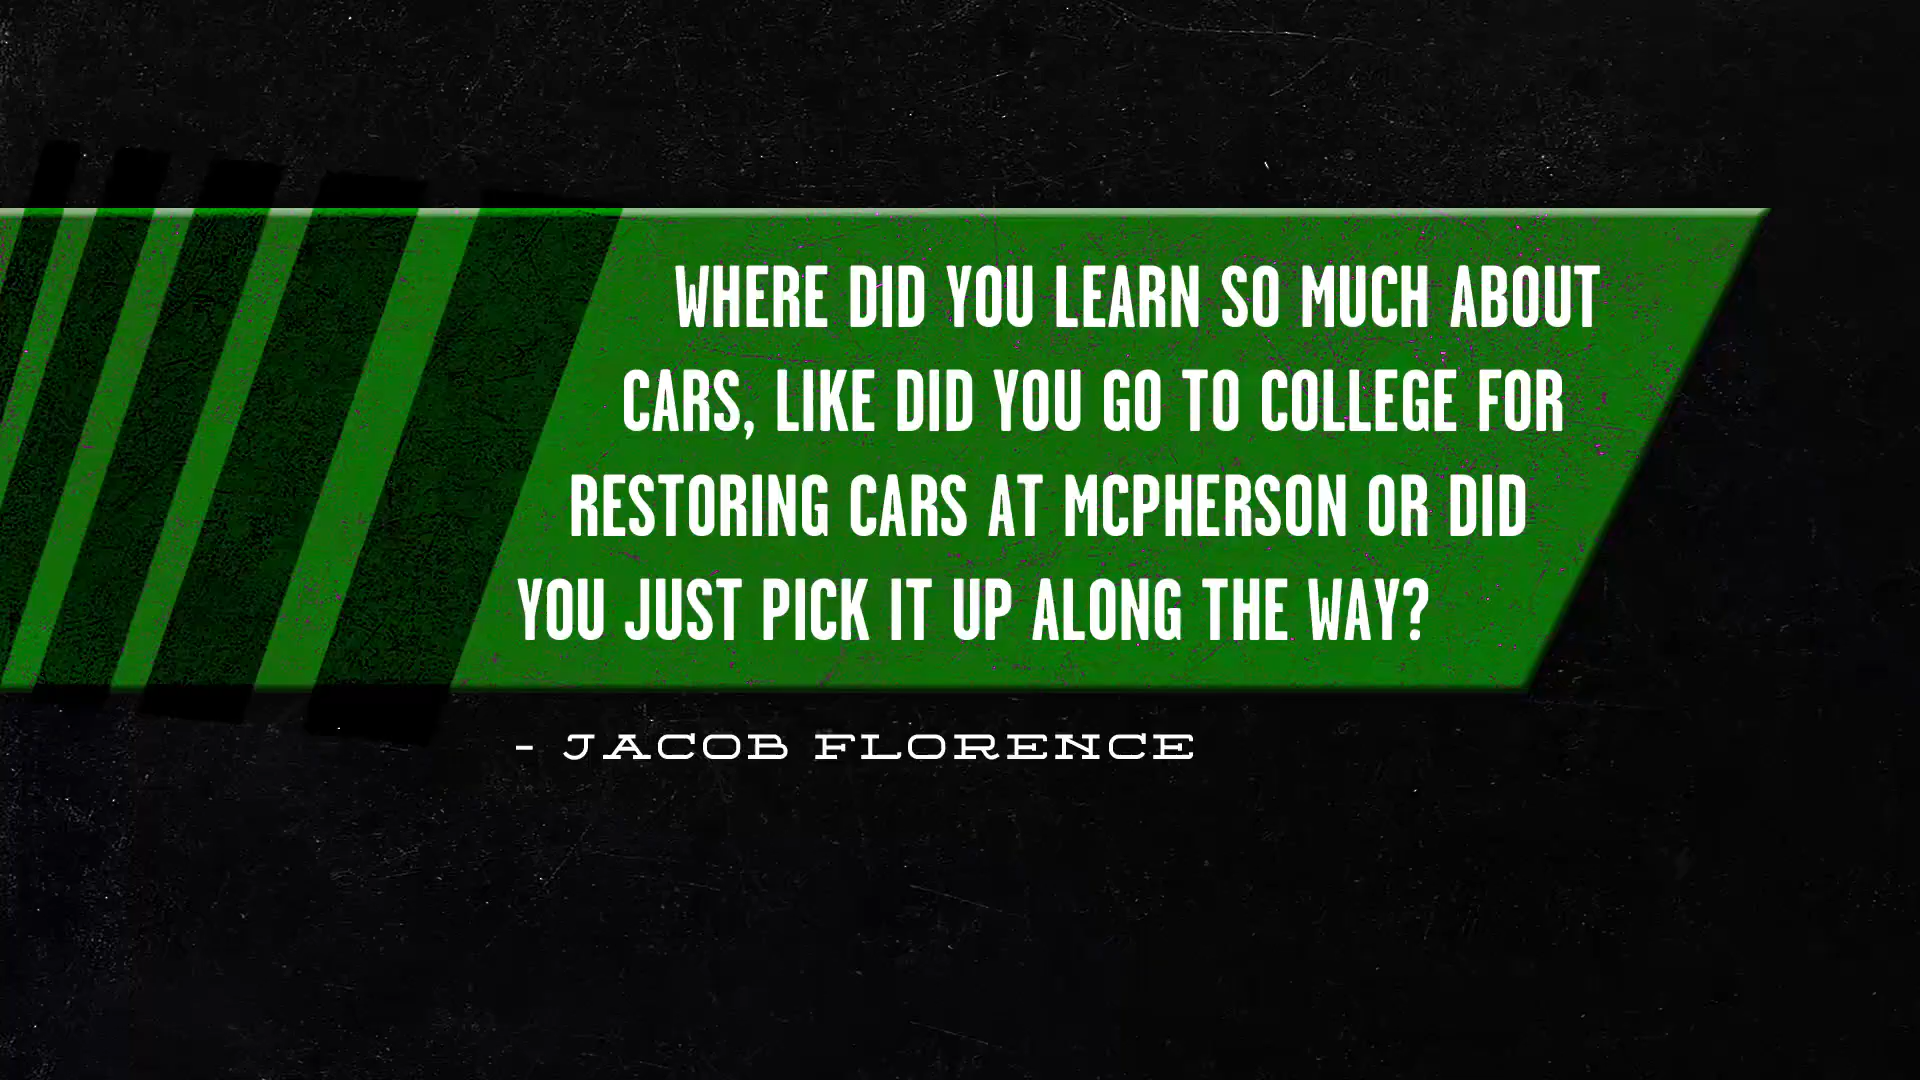 WHERE DID YOU LEARN SO MUCH ABOUT
CARS, LIKE DID YOU GO TO COLLEGE FOR
RESTORING CARS AT MCPHERSON OR DID
YOU JUST PICK IT UP ALONG THE WAY?
- JACOB FLORENCE